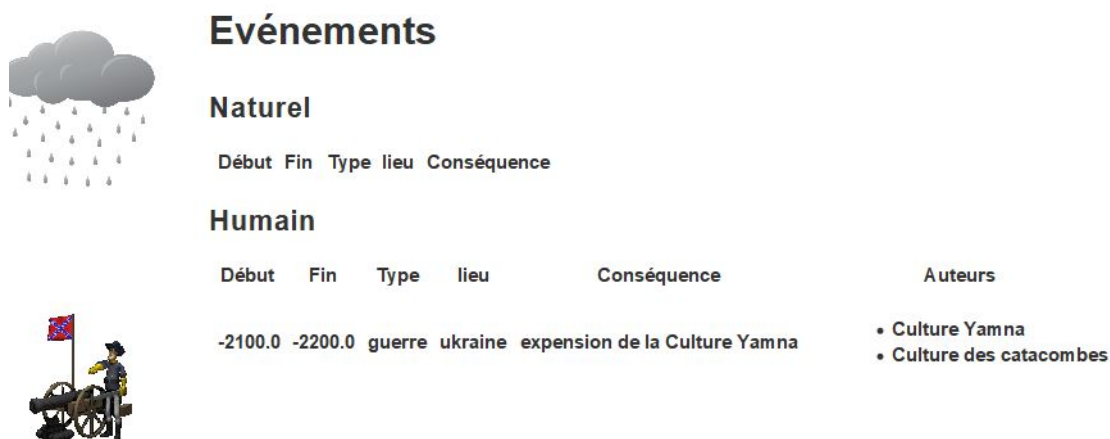 Evénements
Naturel
Début Fin Type lieu Conséquence
Humain
Début Fin Type lieu Conséquence Auteurs
-2100.0 -2200.0 guerre ukraine expension de la Culture Yamna
• Culture Yamna
• Culture des catacombes